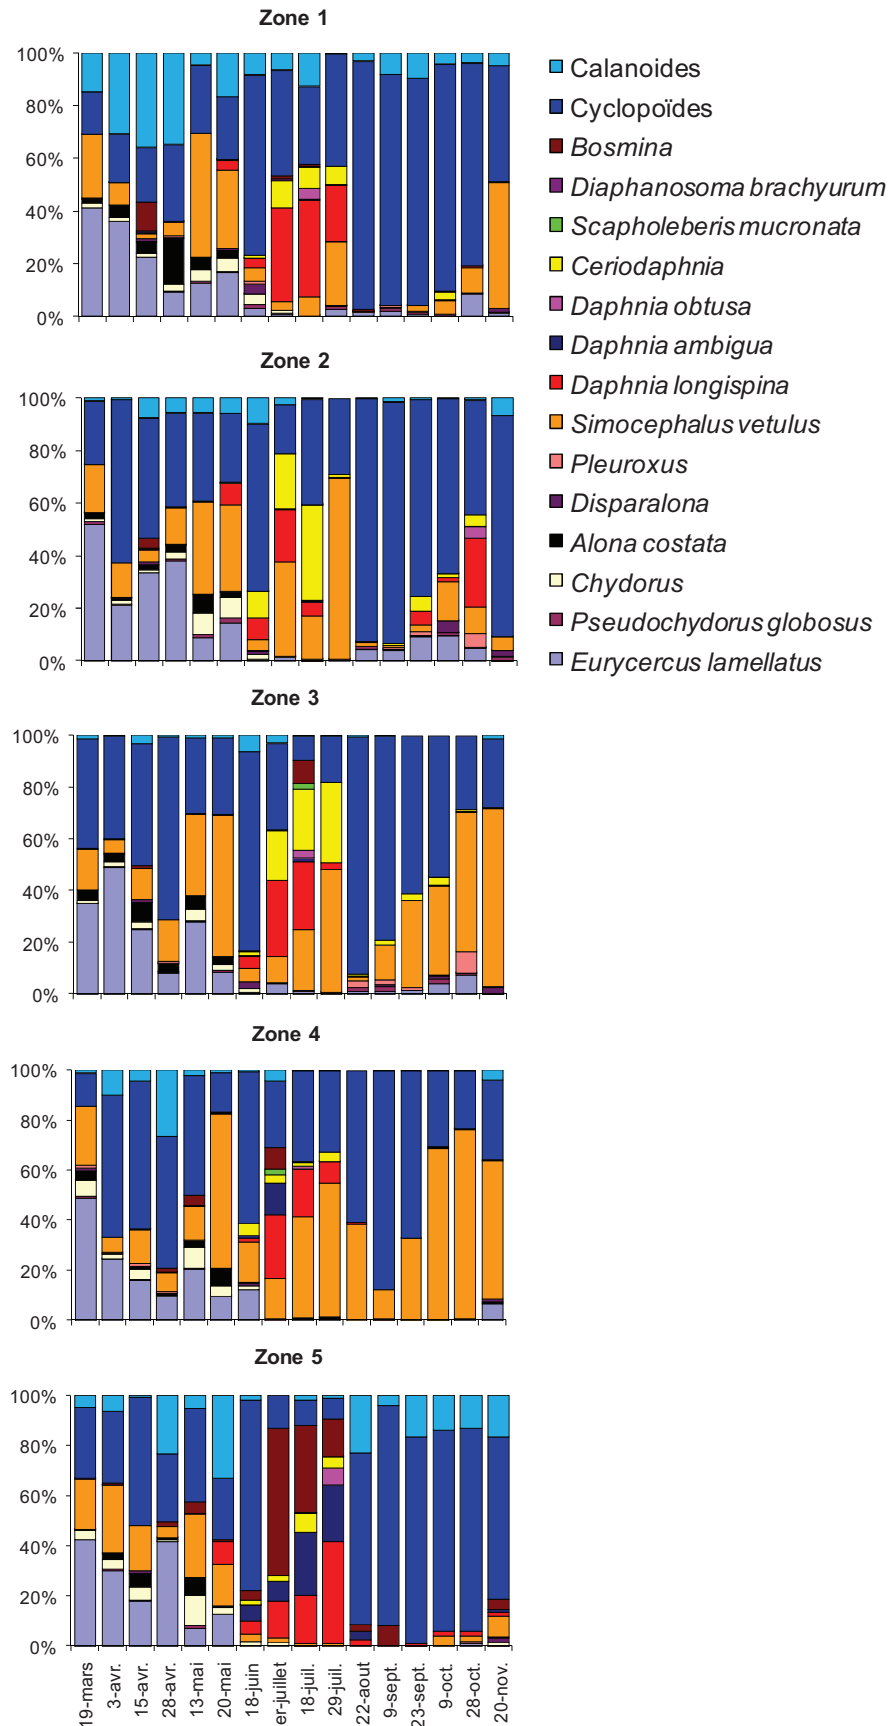 Zone 1
100%
80%
60%
40%
20%
0%
Calanoides
Cyclopoïdes
Bosmina
Diaphanosoma brachyurum
Scapholeberis mucronata
Ceriodaphnia
Daphnia obtusa
Daphnia ambigua
Daphnia longispina
Simocephalus vetulus
Pleuroxus
Disparalona
Alona costata
Chydorus
Pseudochydorus globosus
Eurycercus lamellatus
Zone 2
100%
80%
60%
40%
20%
0%
Zone 3
100%
80%
60%
40%
20%
0%
Zone 4
100%
80%
60%
40%
20%
0%
Zone 5
100%
80%
60%
40%
20%
0%
19-mars
3-avr.
15-avr.
28-avr.
13-mai
20-mai
18-juin
er-juillet
18-juil.
29-juil.
22-aout
9-sept.
23-sept.
9-oct.
28-oct.
20-nov.